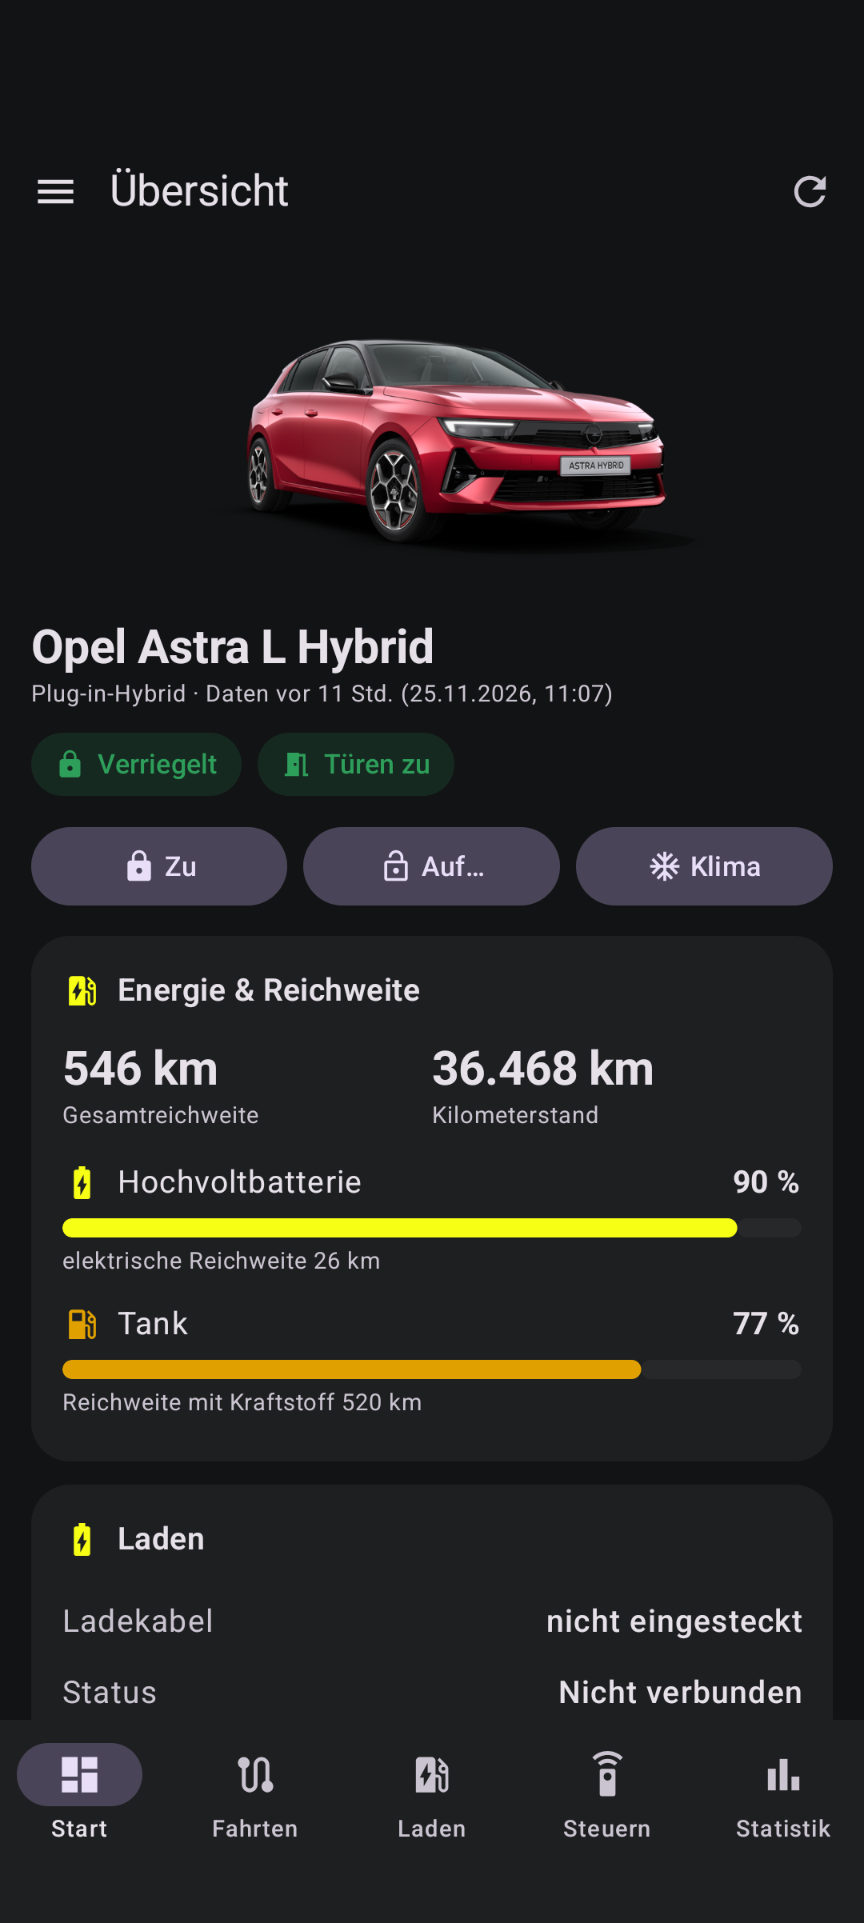 Übersicht
ASTRA HYBRID
Opel Astra L Hybrid
Plug-in-Hybrid · Daten vor 11 Std. (25.11.2026, 11:07)
Verriegelt Türen zu
Zu Auf... Klima
Energie & Reichweite
546 km 36.468 km
Gesamtreichweite Kilometerstand
Hochvoltbatterie 90 %
elektrische Reichweite 26 km
Tank 77 %
Reichweite mit Kraftstoff 520 km
Laden
Ladekabel nicht eingesteckt
Status Nicht verbunden
Start Fahrten Laden Steuern Statistik